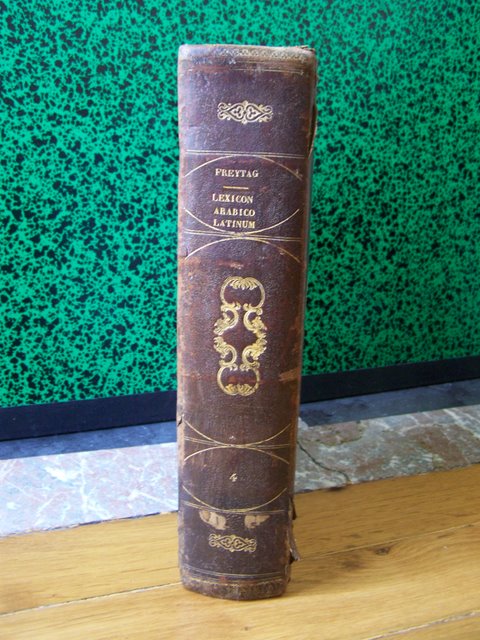 FREYTAG
LEXICON
ARABICO
LATINUM
4